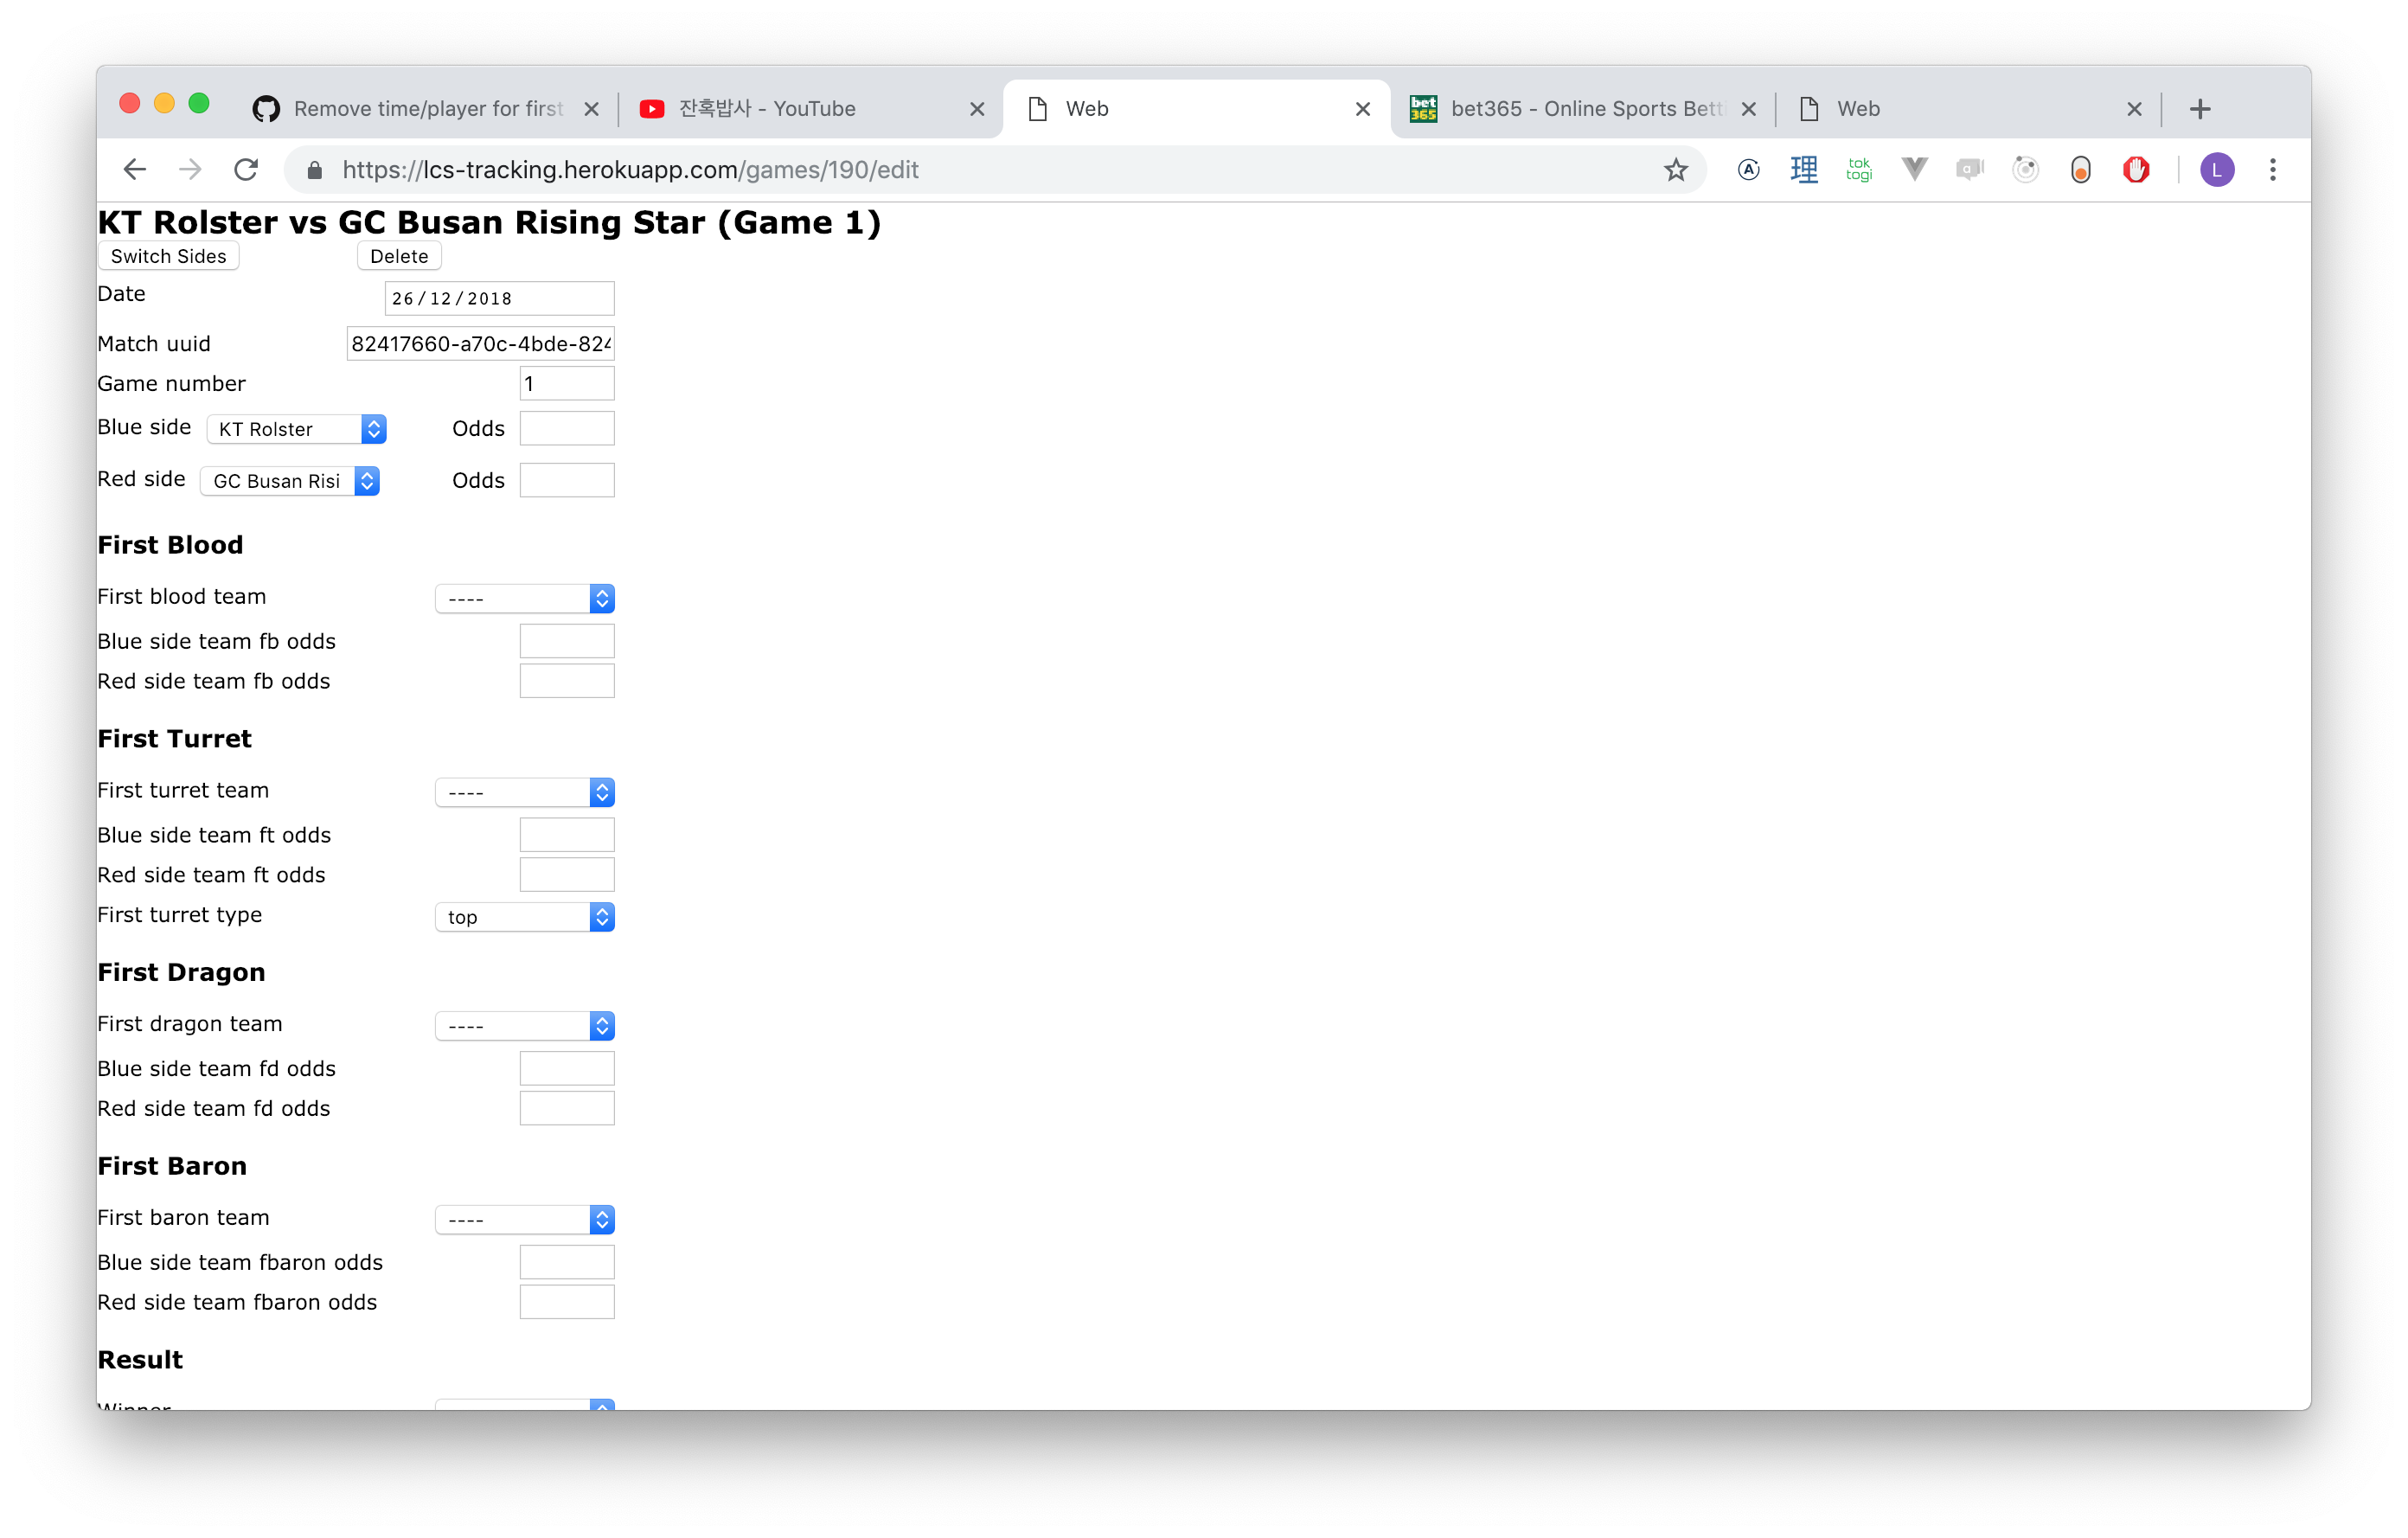 Remove time/player for first
잔혹밥사 - YouTube
Web
bet365 - Online Sports Betti
Web
https://lcs-tracking.herokuapp.com/games/190/edit
理
tok
togi
L
KT Rolster vs GC Busan Rising Star (Game 1)
Switch Sides Delete
Date 26/12/2018
Match uuid 82417660-a70c-4bde-824
Game number 1
Blue side KT Rolster Odds
Red side GC Busan Risi Odds
First Blood
First blood team ----
Blue side team fb odds
Red side team fb odds
First Turret
First turret team ----
Blue side team ft odds
Red side team ft odds
First turret type top
First Dragon
First dragon team ----
Blue side team fd odds
Red side team fd odds
First Baron
First baron team ----
Blue side team fbaron odds
Red side team fbaron odds
Result
Winner